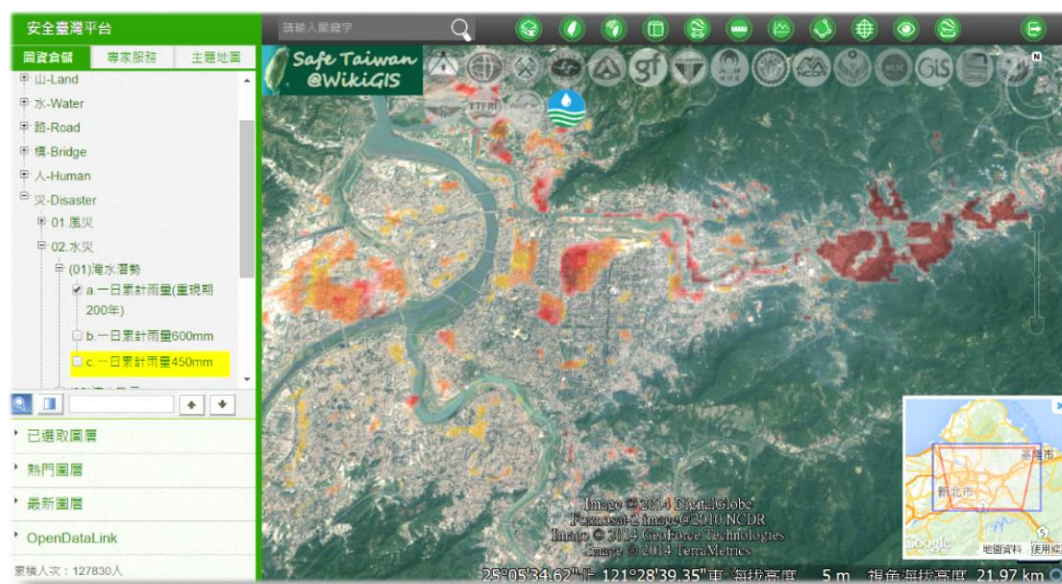 安全臺灣平台
請輸入關鍵字
圖資倉儲
專家服務
主題地圖
山-Land
水-Water
路-Road
橋-Bridge
人-Human
災-Disaster
01.風災
02.水災
(01)淹水潛勢
a.一日累計雨量(重現期
200年)
b.一日累計雨量600mm
c.一日累計雨量450mm
已選取圖層
熱門圖層
最新圖層
OpenDataLink
累積人次：127830人
Safe Taiwan
@WikiGIS
gf
NCDR
GiS
TTFRI
N
Image © 2014 DigitalGlobe
Formosat-2 image©2010 NCDR
Image © 2014 GeoForce Technologies
Image © 2014 TerraMetrics
基隆市
新北市
3
5
Google
地圖資料
使用條
25°05'34.62"北 121°28'39.35"東 海拔高度 5 m 視角海拔高度 21.97 km